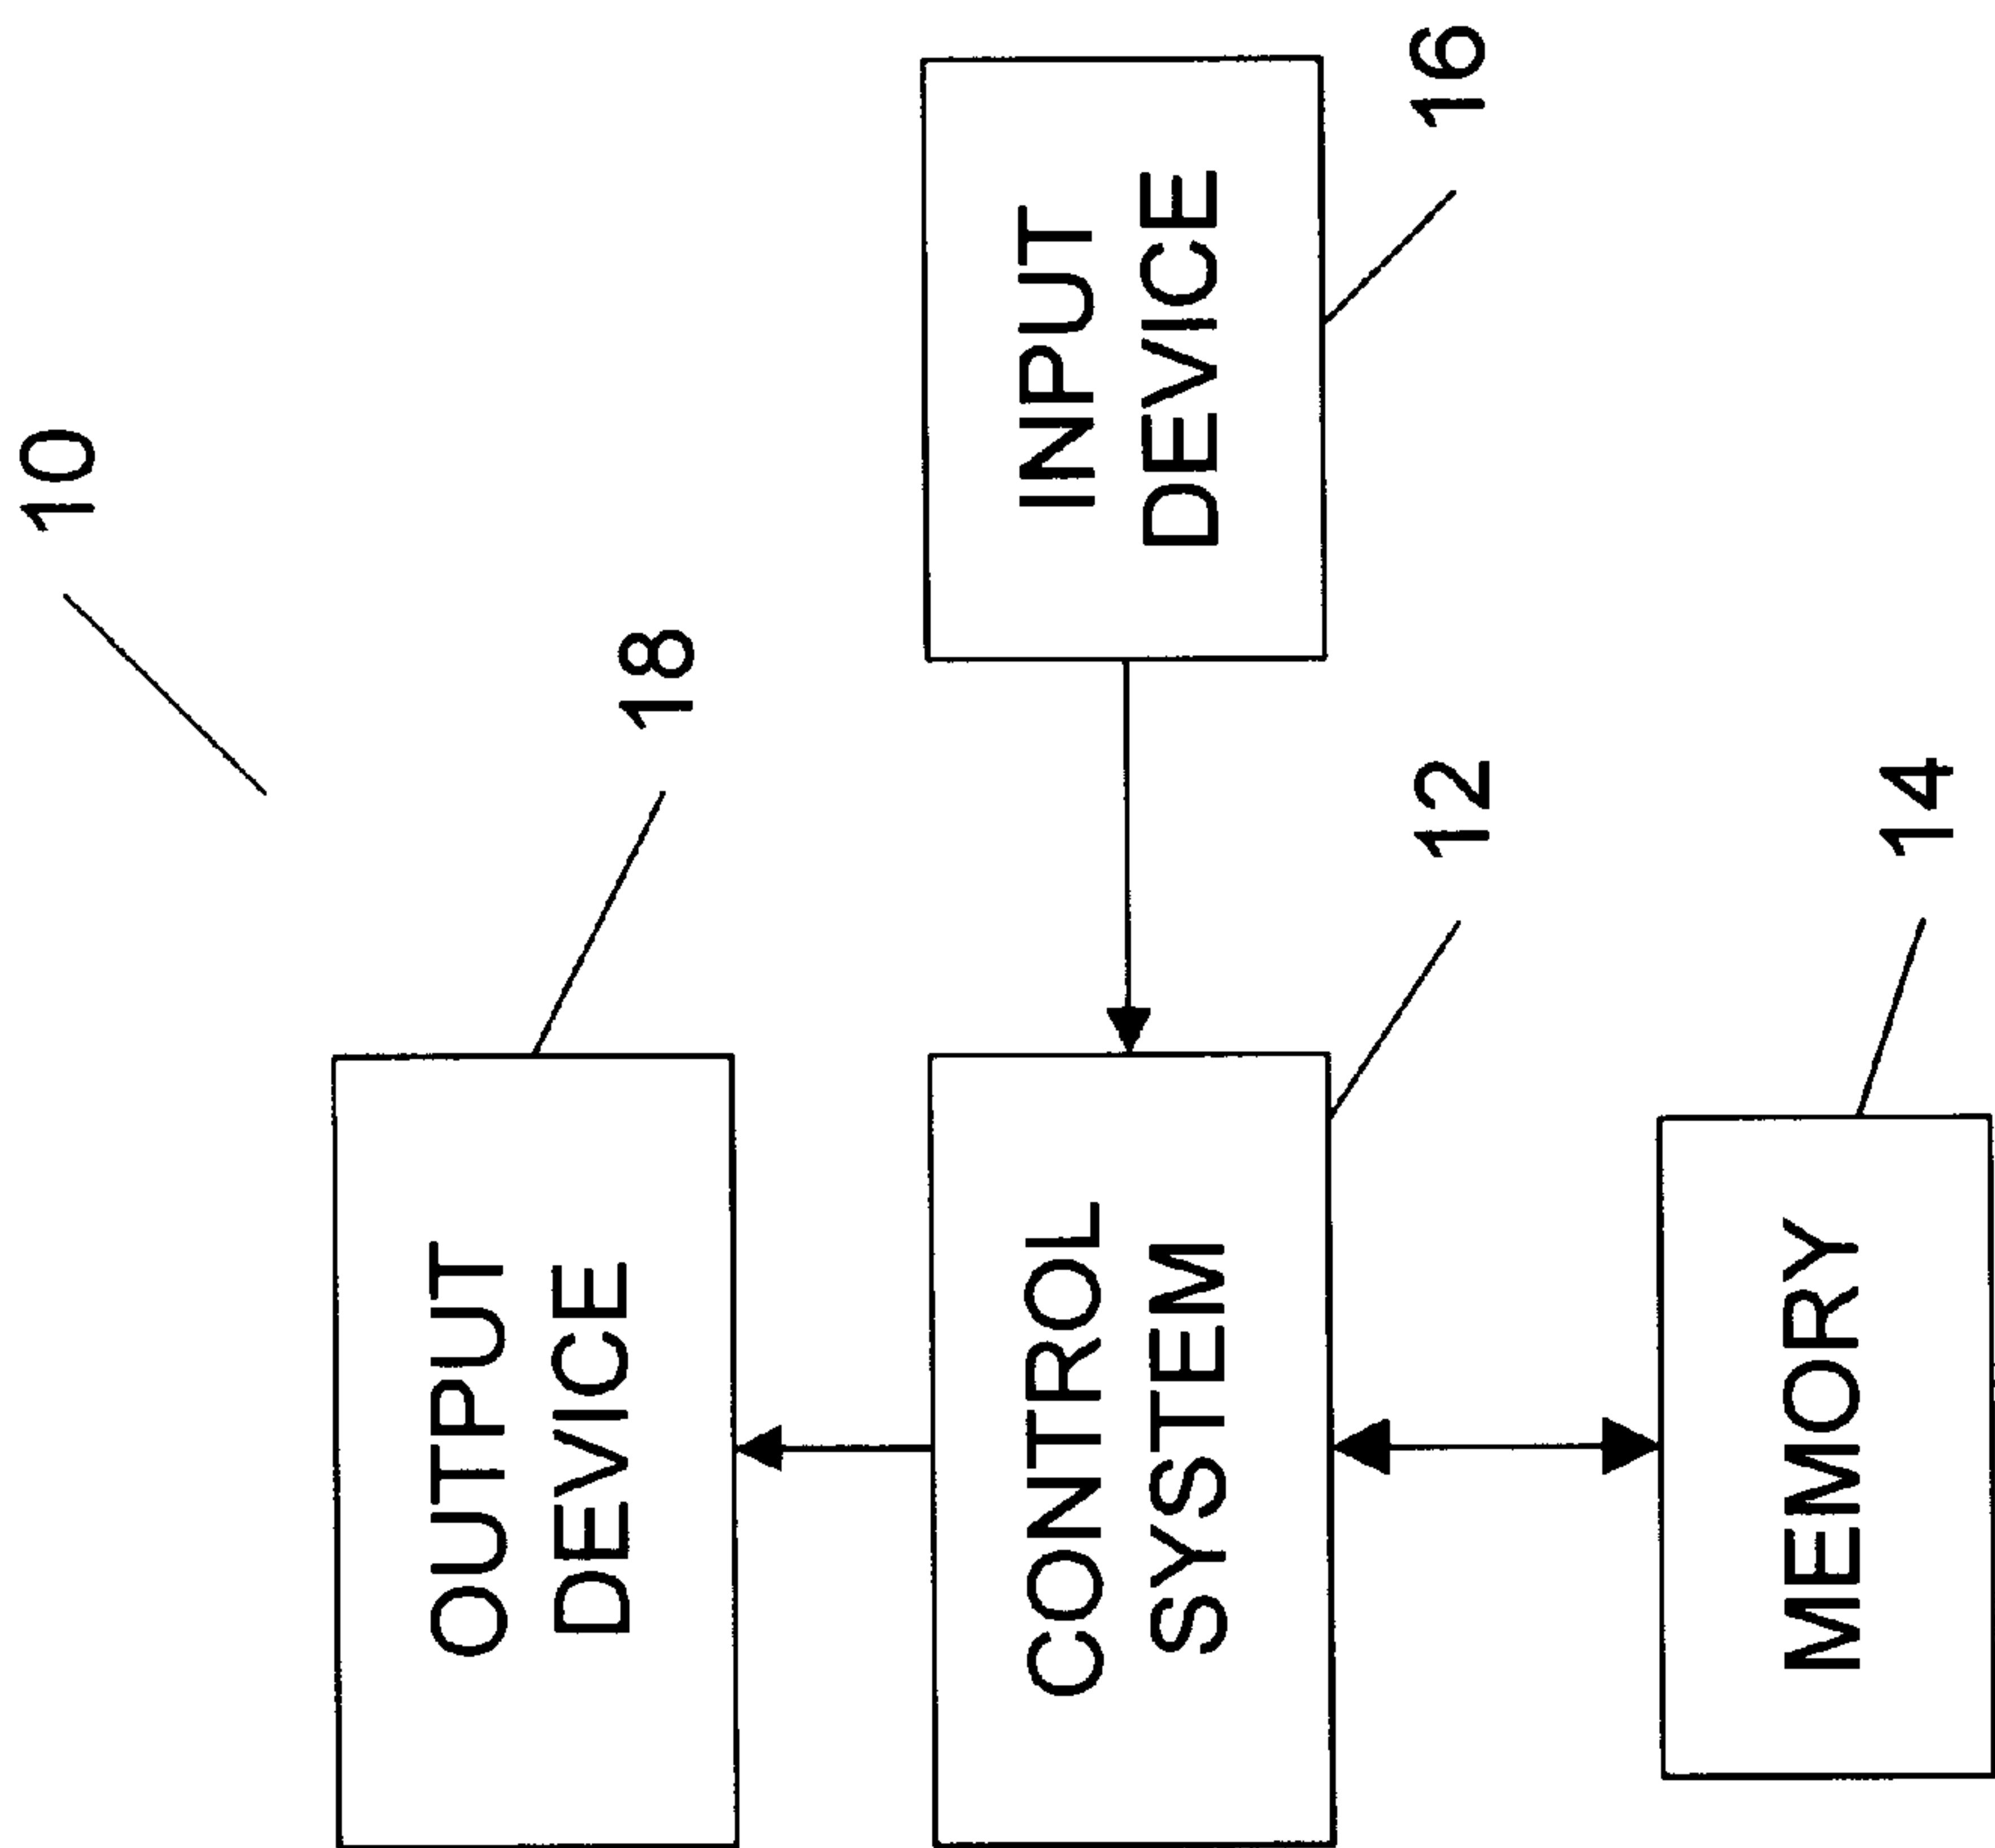 10
18
OUTPUT
DEVICE
INPUT
DEVICE
16
CONTROL
SYSTEM
12
MEMORY
14